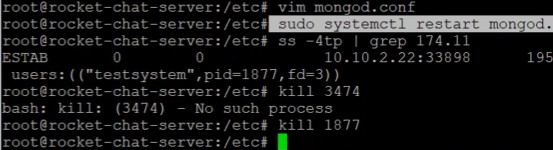 root@rocket-chat-server:/etc# vim mongod.conf
root@rocket-chat-server:/etc# sudo systemctl restart mongod.
root@rocket-chat-server:/etc# ss -4tp | grep 174.11
ESTAB 0 0 10.10.2.22:33898 195
users:(("testsystem",pid=1877,fd=3))
root@rocket-chat-server:/etc# kill 3474
bash: kill: (3474) - No such process
root@rocket-chat-server:/etc# kill 1877
root@rocket-chat-server:/etc#